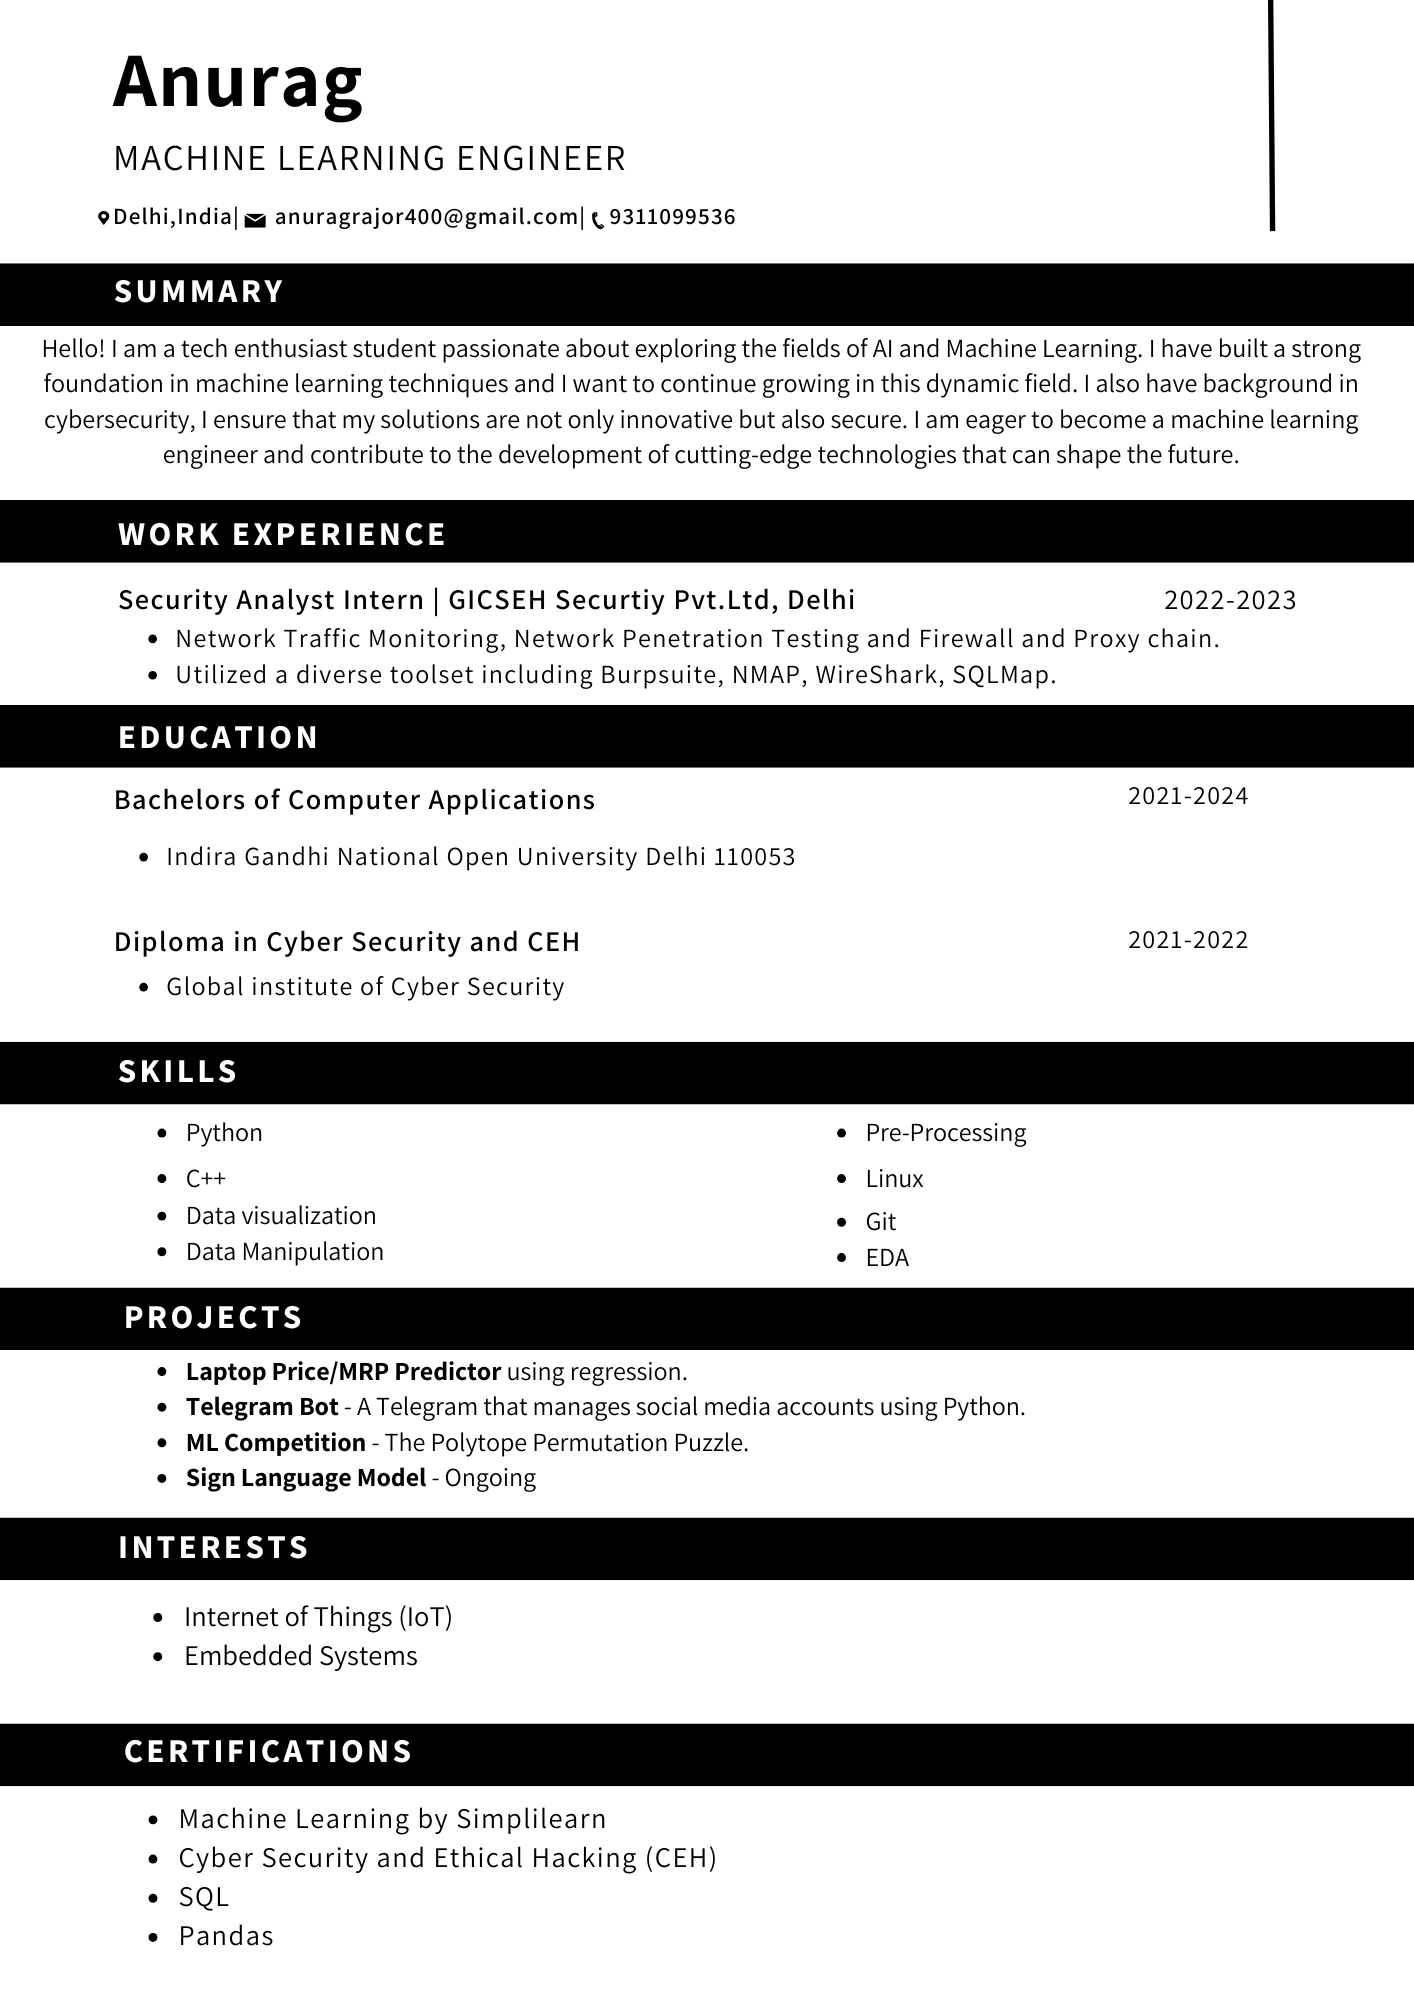 Anurag
MACHINE LEARNING ENGINEER
Delhi,India| anuragrajor400@gmail.com| 9311099536
SUMMARY
Hello! I am a tech enthusiast student passionate about exploring the fields of AI and Machine Learning. I have built a strong
foundation in machine learning techniques and I want to continue growing in this dynamic field. I also have background in
cybersecurity, I ensure that my solutions are not only innovative but also secure. I am eager to become a machine learning
engineer and contribute to the development of cutting-edge technologies that can shape the future.
WORK EXPERIENCE
Security Analyst Intern | GICSEH Securtiy Pvt.Ltd, Delhi 2022-2023
• Network Traffic Monitoring, Network Penetration Testing and Firewall and Proxy chain.
• Utilized a diverse toolset including Burpsuite, NMAP, WireShark, SQLMap.
EDUCATION
Bachelors of Computer Applications 2021-2024
• Indira Gandhi National Open University Delhi 110053
Diploma in Cyber Security and CEH 2021-2022
• Global institute of Cyber Security
SKILLS
• Python
• C++
• Data visualization
• Data Manipulation
• Pre-Processing
• Linux
• Git
• EDA
PROJECTS
• Laptop Price/MRP Predictor using regression.
• Telegram Bot - A Telegram that manages social media accounts using Python.
• ML Competition - The Polytope Permutation Puzzle.
• Sign Language Model - Ongoing
INTERESTS
• Internet of Things (IoT)
• Embedded Systems
CERTIFICATIONS
• Machine Learning by Simplilearn
• Cyber Security and Ethical Hacking (CEH)
• SQL
• Pandas